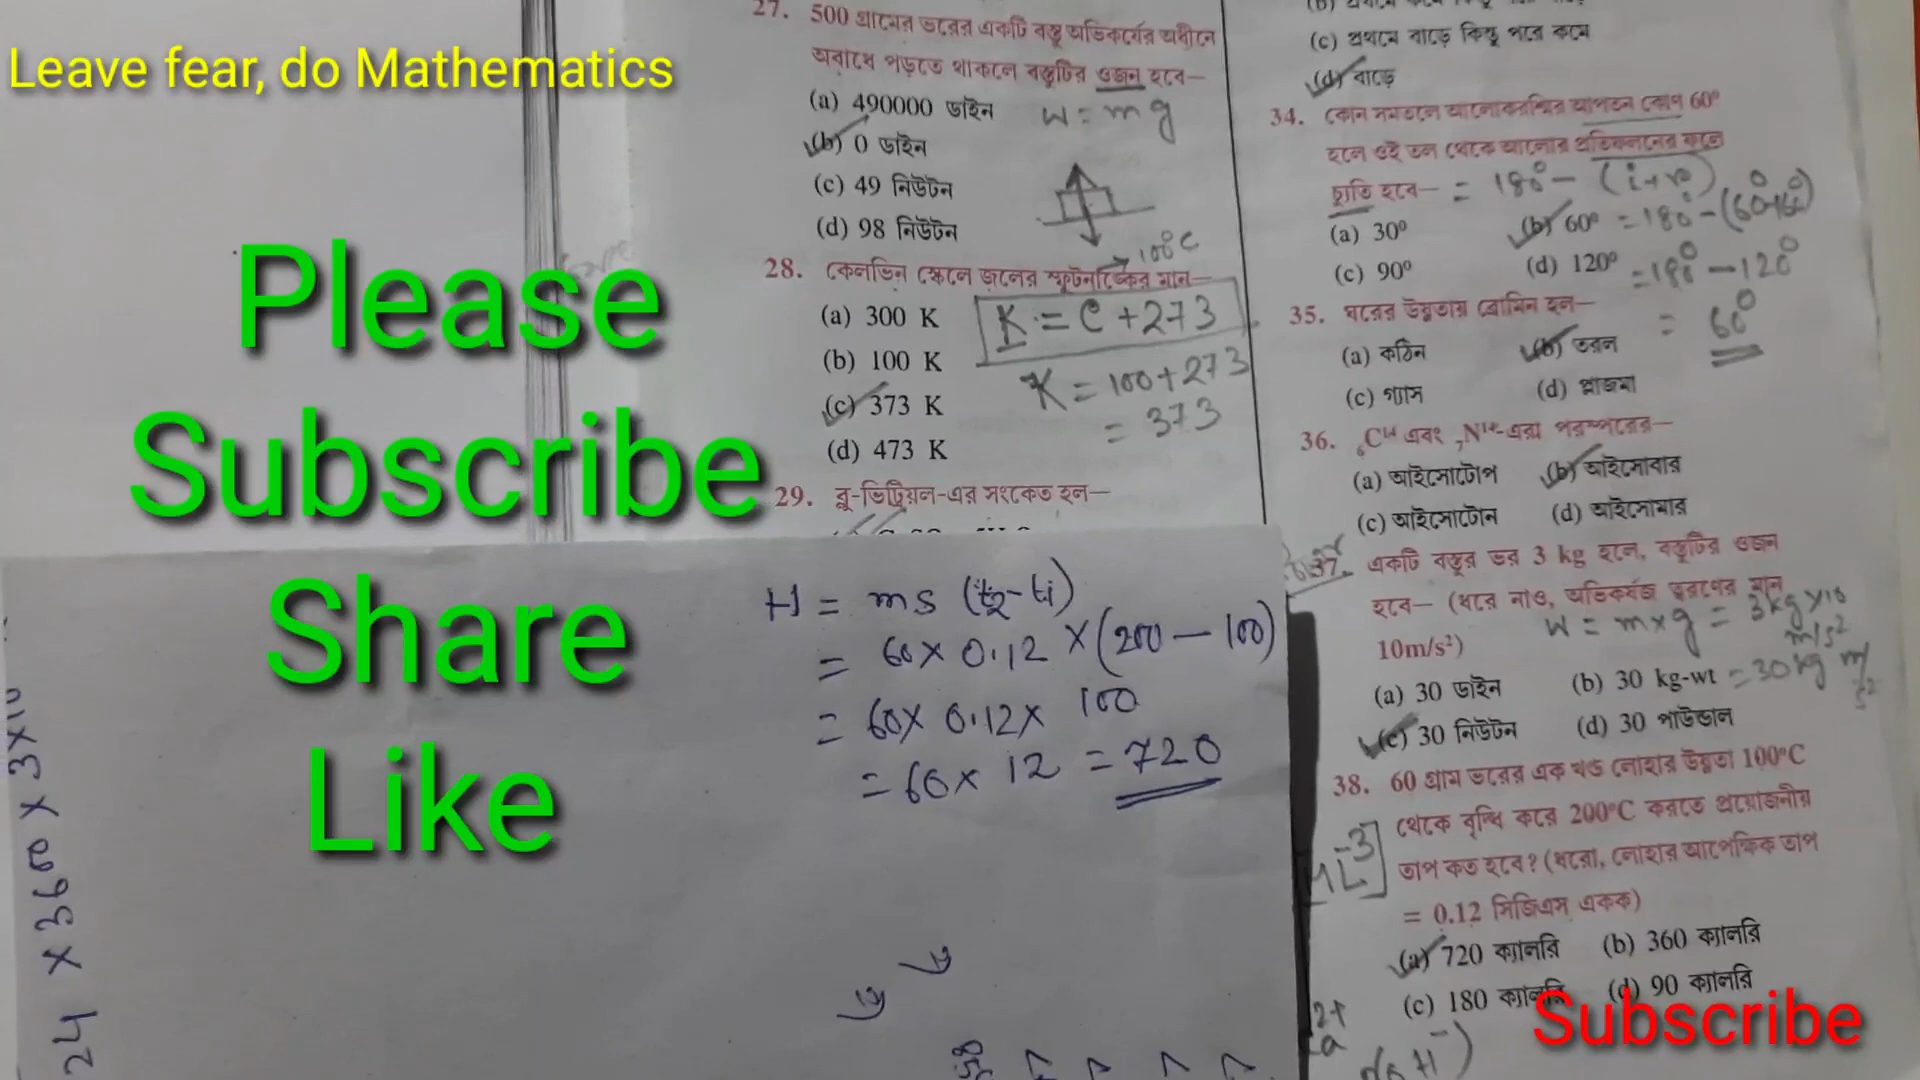 Leave fear, do Mathematics
Please
Subscribe
Share
Like
27. 500 গ্রামের ভরের একটি বস্তু অভিকর্ষের অধীনে
অবাধে পড়তে থাকলে বস্তুটির ওজন হবে—
(a) 490000 ডাইন
W = mg
(b) 0 ডাইন
(c) 49 নিউটন
(d) 98 নিউটন
28. কেলভিন স্কেলে জলের স্ফুটনাঙ্কের মান—
100°C
(a) 300 K
K = C + 273
(b) 100 K
K = 100 + 273
(c) 373 K
= 373
(d) 473 K
29. ব্লু-ভিট্রিয়ল-এর সংকেত হল—
H = ms (t2 - t1)
= 60 × 0.12 × (200 — 100)
= 60 × 0.12 × 100
= 60 × 12 = 720
24 × 3600 × 3×10
(c) প্রথমে বাড়ে কিন্তু পরে কমে
(d) বাড়ে
34. কোন সমতলে আলোকরশ্মির আপতন কোণ 60°
হলে ওই তল থেকে আলোর প্রতিফলনের ফলে
চ্যুতি হবে— = 180° - (i+r)
(a) 30°
(b) 60° = 180° - (60°+60°)
(c) 90°
(d) 120° = 180° - 120°
= 60°
35. ঘরের উষ্ণতায় ব্রোমিন হল—
(a) কঠিন
(b) তরল
(c) গ্যাস
(d) প্লাজমা
36. ₆C¹⁴ এবং ₇N¹⁴-এরা পরস্পরের—
(a) আইসোটোপ
(b) আইসোবার
(c) আইসোটোন
(d) আইসোমার
37. একটি বস্তুর ভর 3 kg হলে, বস্তুটির ওজন
হবে— (ধরে নাও, অভিকর্ষজ ত্বরণের মান
10m/s²)
W = m×g = 3kg ×10 m/s²
= 30 kg m/s²
(a) 30 ডাইন
(b) 30 kg-wt
(c) 30 নিউটন
(d) 30 পাউন্ডাল
38. 60 গ্রাম ভরের এক খণ্ড লোহার উষ্ণতা 100°C
থেকে বৃদ্ধি করে 200°C করতে প্রয়োজনীয়
তাপ কত হবে? (ধরো, লোহার আপেক্ষিক তাপ
= 0.12 সিজিএস একক)
(a) 720 ক্যালরি
(b) 360 ক্যালরি
(c) 180 ক্যালরি
(d) 90 ক্যালরি
Subscribe